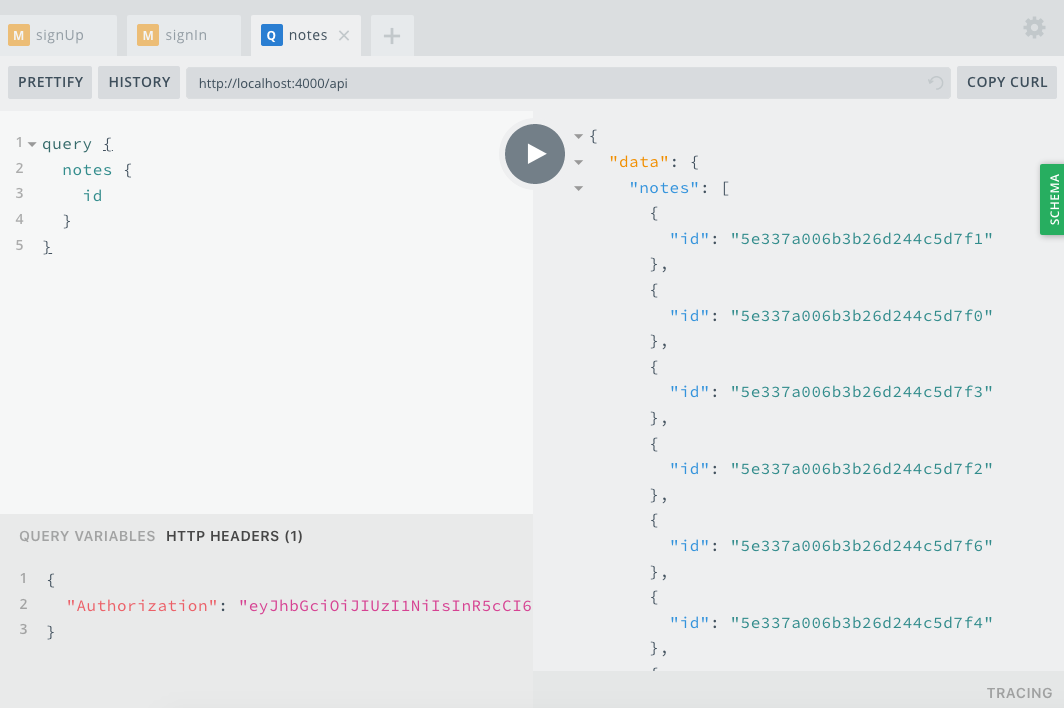 M signUp M signIn Q notes
PRETTIFY HISTORY http://localhost:4000/api COPY CURL
1 query {
2 notes {
3 id
4 }
5 }
{
"data": {
"notes": [
{
"id": "5e337a006b3b26d244c5d7f1"
},
{
"id": "5e337a006b3b26d244c5d7f0"
},
{
"id": "5e337a006b3b26d244c5d7f3"
},
{
"id": "5e337a006b3b26d244c5d7f2"
},
{
"id": "5e337a006b3b26d244c5d7f6"
},
{
"id": "5e337a006b3b26d244c5d7f4"
},
SCHEMA
QUERY VARIABLES HTTP HEADERS (1)
1 {
2 "Authorization": "eyJhbGciOiJIUzI1NiIsInR5cCI6
3 }
TRACING